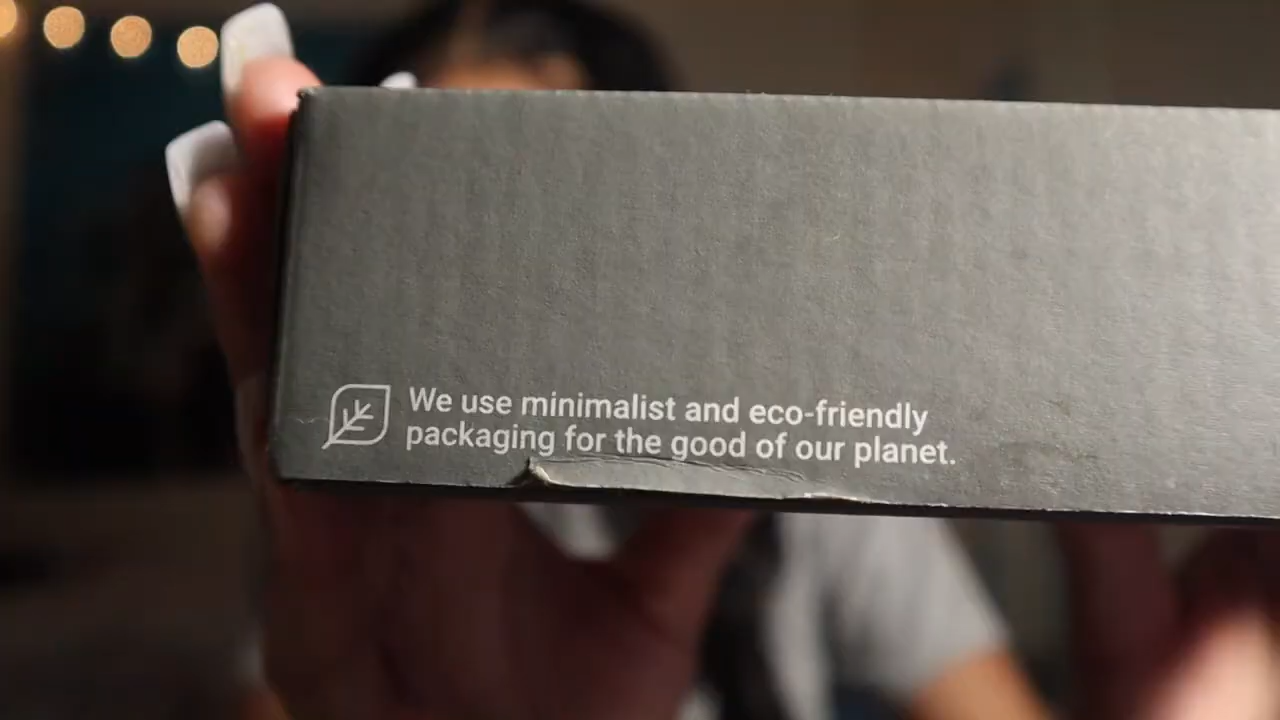 We use minimalist and eco-friendly
packaging for the good of our planet.